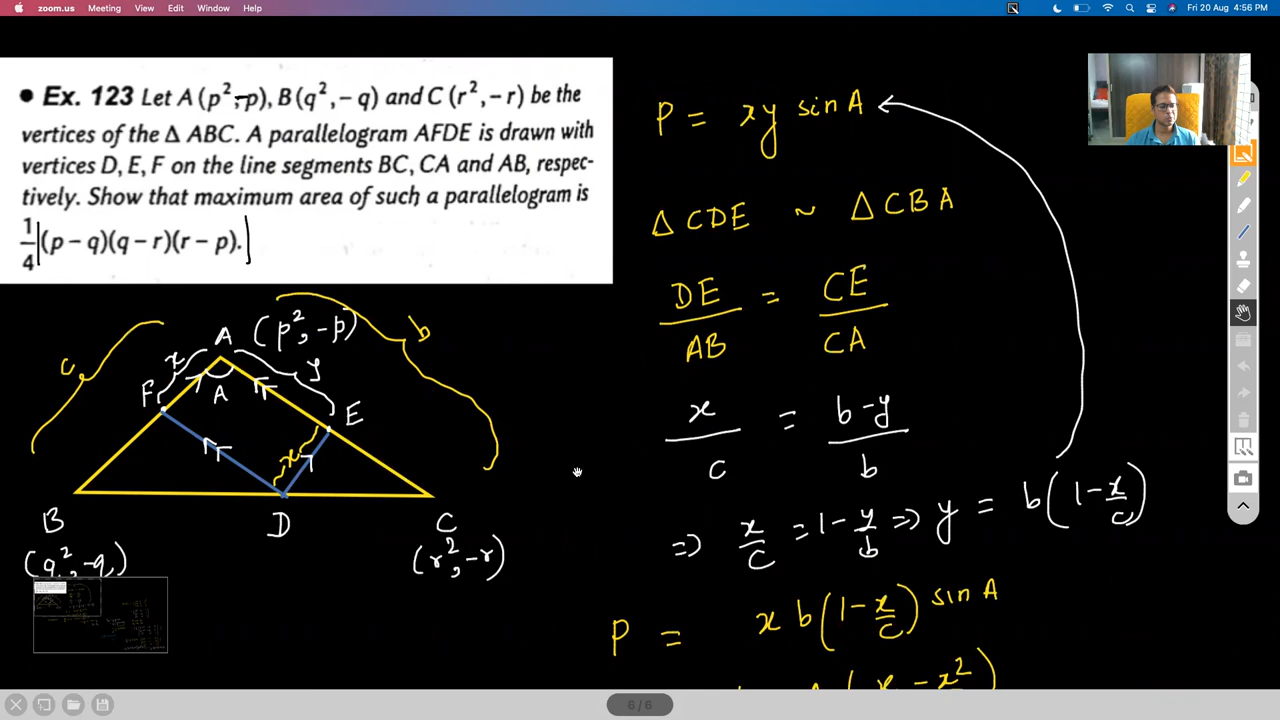 zoom.us Meeting View Edit Window Help
Fri 20 Aug 4:56 PM
• Ex. 123 Let A (p², -p), B(q², - q) and C (r², - r) be the
vertices of the Δ ABC. A parallelogram AFDE is drawn with
vertices D, E, F on the line segments BC, CA and AB, respec-
tively. Show that maximum area of such a parallelogram is
1/4 |(p - q)(q - r)(r - p).|
A (p², -p)
b
c
x
y
F
A
E
x
B
D
C
(q², -q)
(r², -r)
P = xy sin A
Δ CDE ~ Δ CBA
DE/AB = CE/CA
x/c = b-y/b
⇒ x/c = 1 - y/b ⇒ y = b(1 - x/c)
P = x b(1 - x/c) sin A
6 / 6